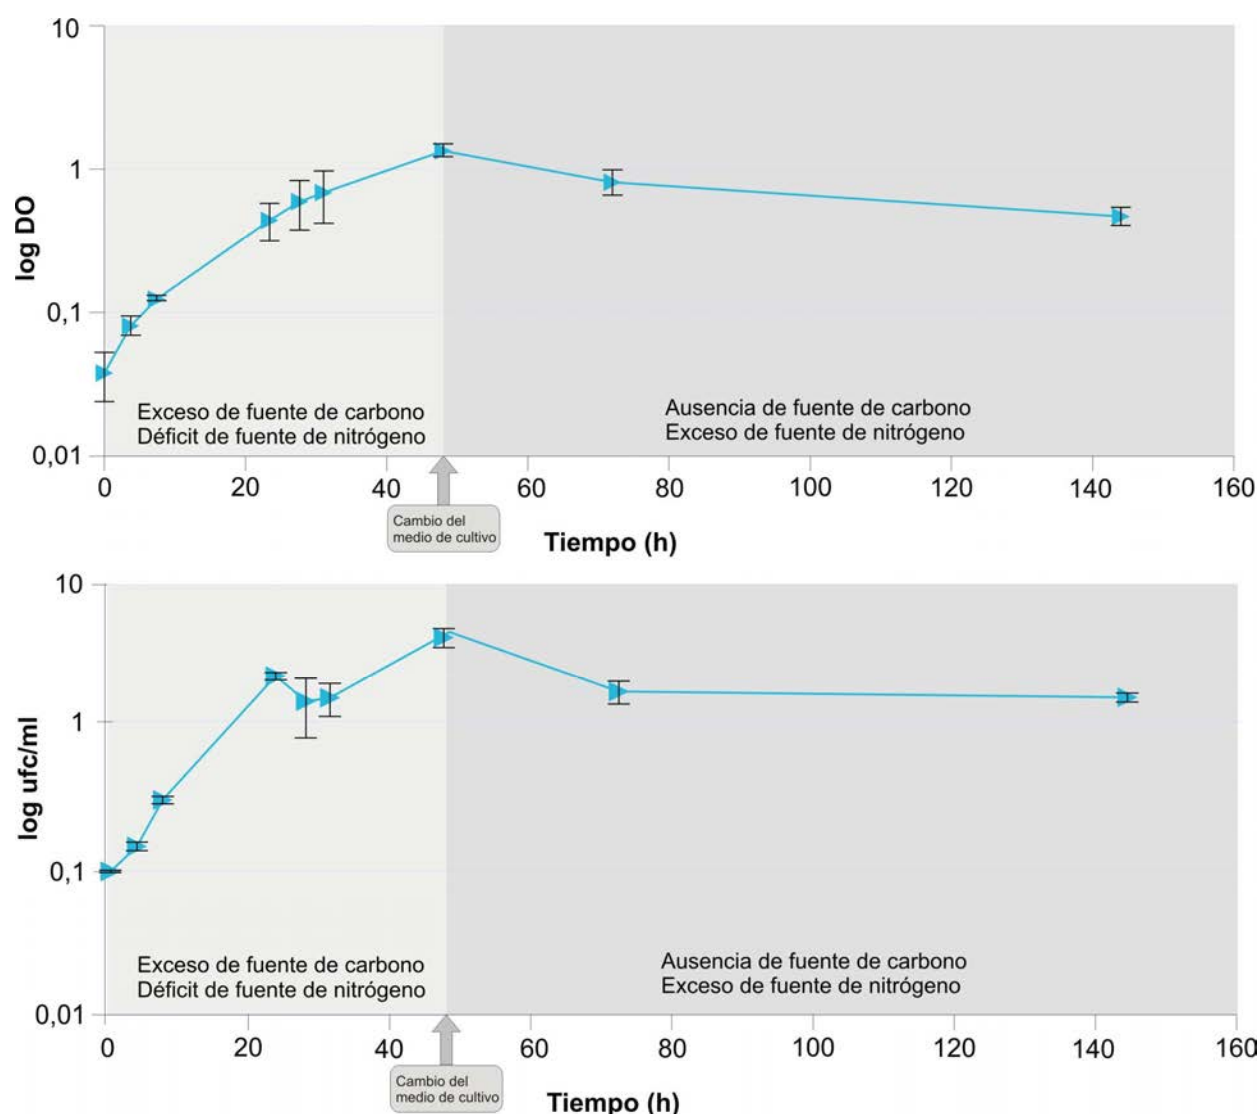 10
1
0,1
0,01
log DO
Exceso de fuente de carbono
Déficit de fuente de nitrógeno
Ausencia de fuente de carbono
Exceso de fuente de nitrógeno
0 20 40 60 80 100 120 140 160
Cambio del
medio de cultivo
Tiempo (h)
10
1
0,1
0,01
log ufc/ml
Exceso de fuente de carbono
Déficit de fuente de nitrógeno
Ausencia de fuente de carbono
Exceso de fuente de nitrógeno
0 20 40 60 80 100 120 140 160
Cambio del
medio de cultivo
Tiempo (h)